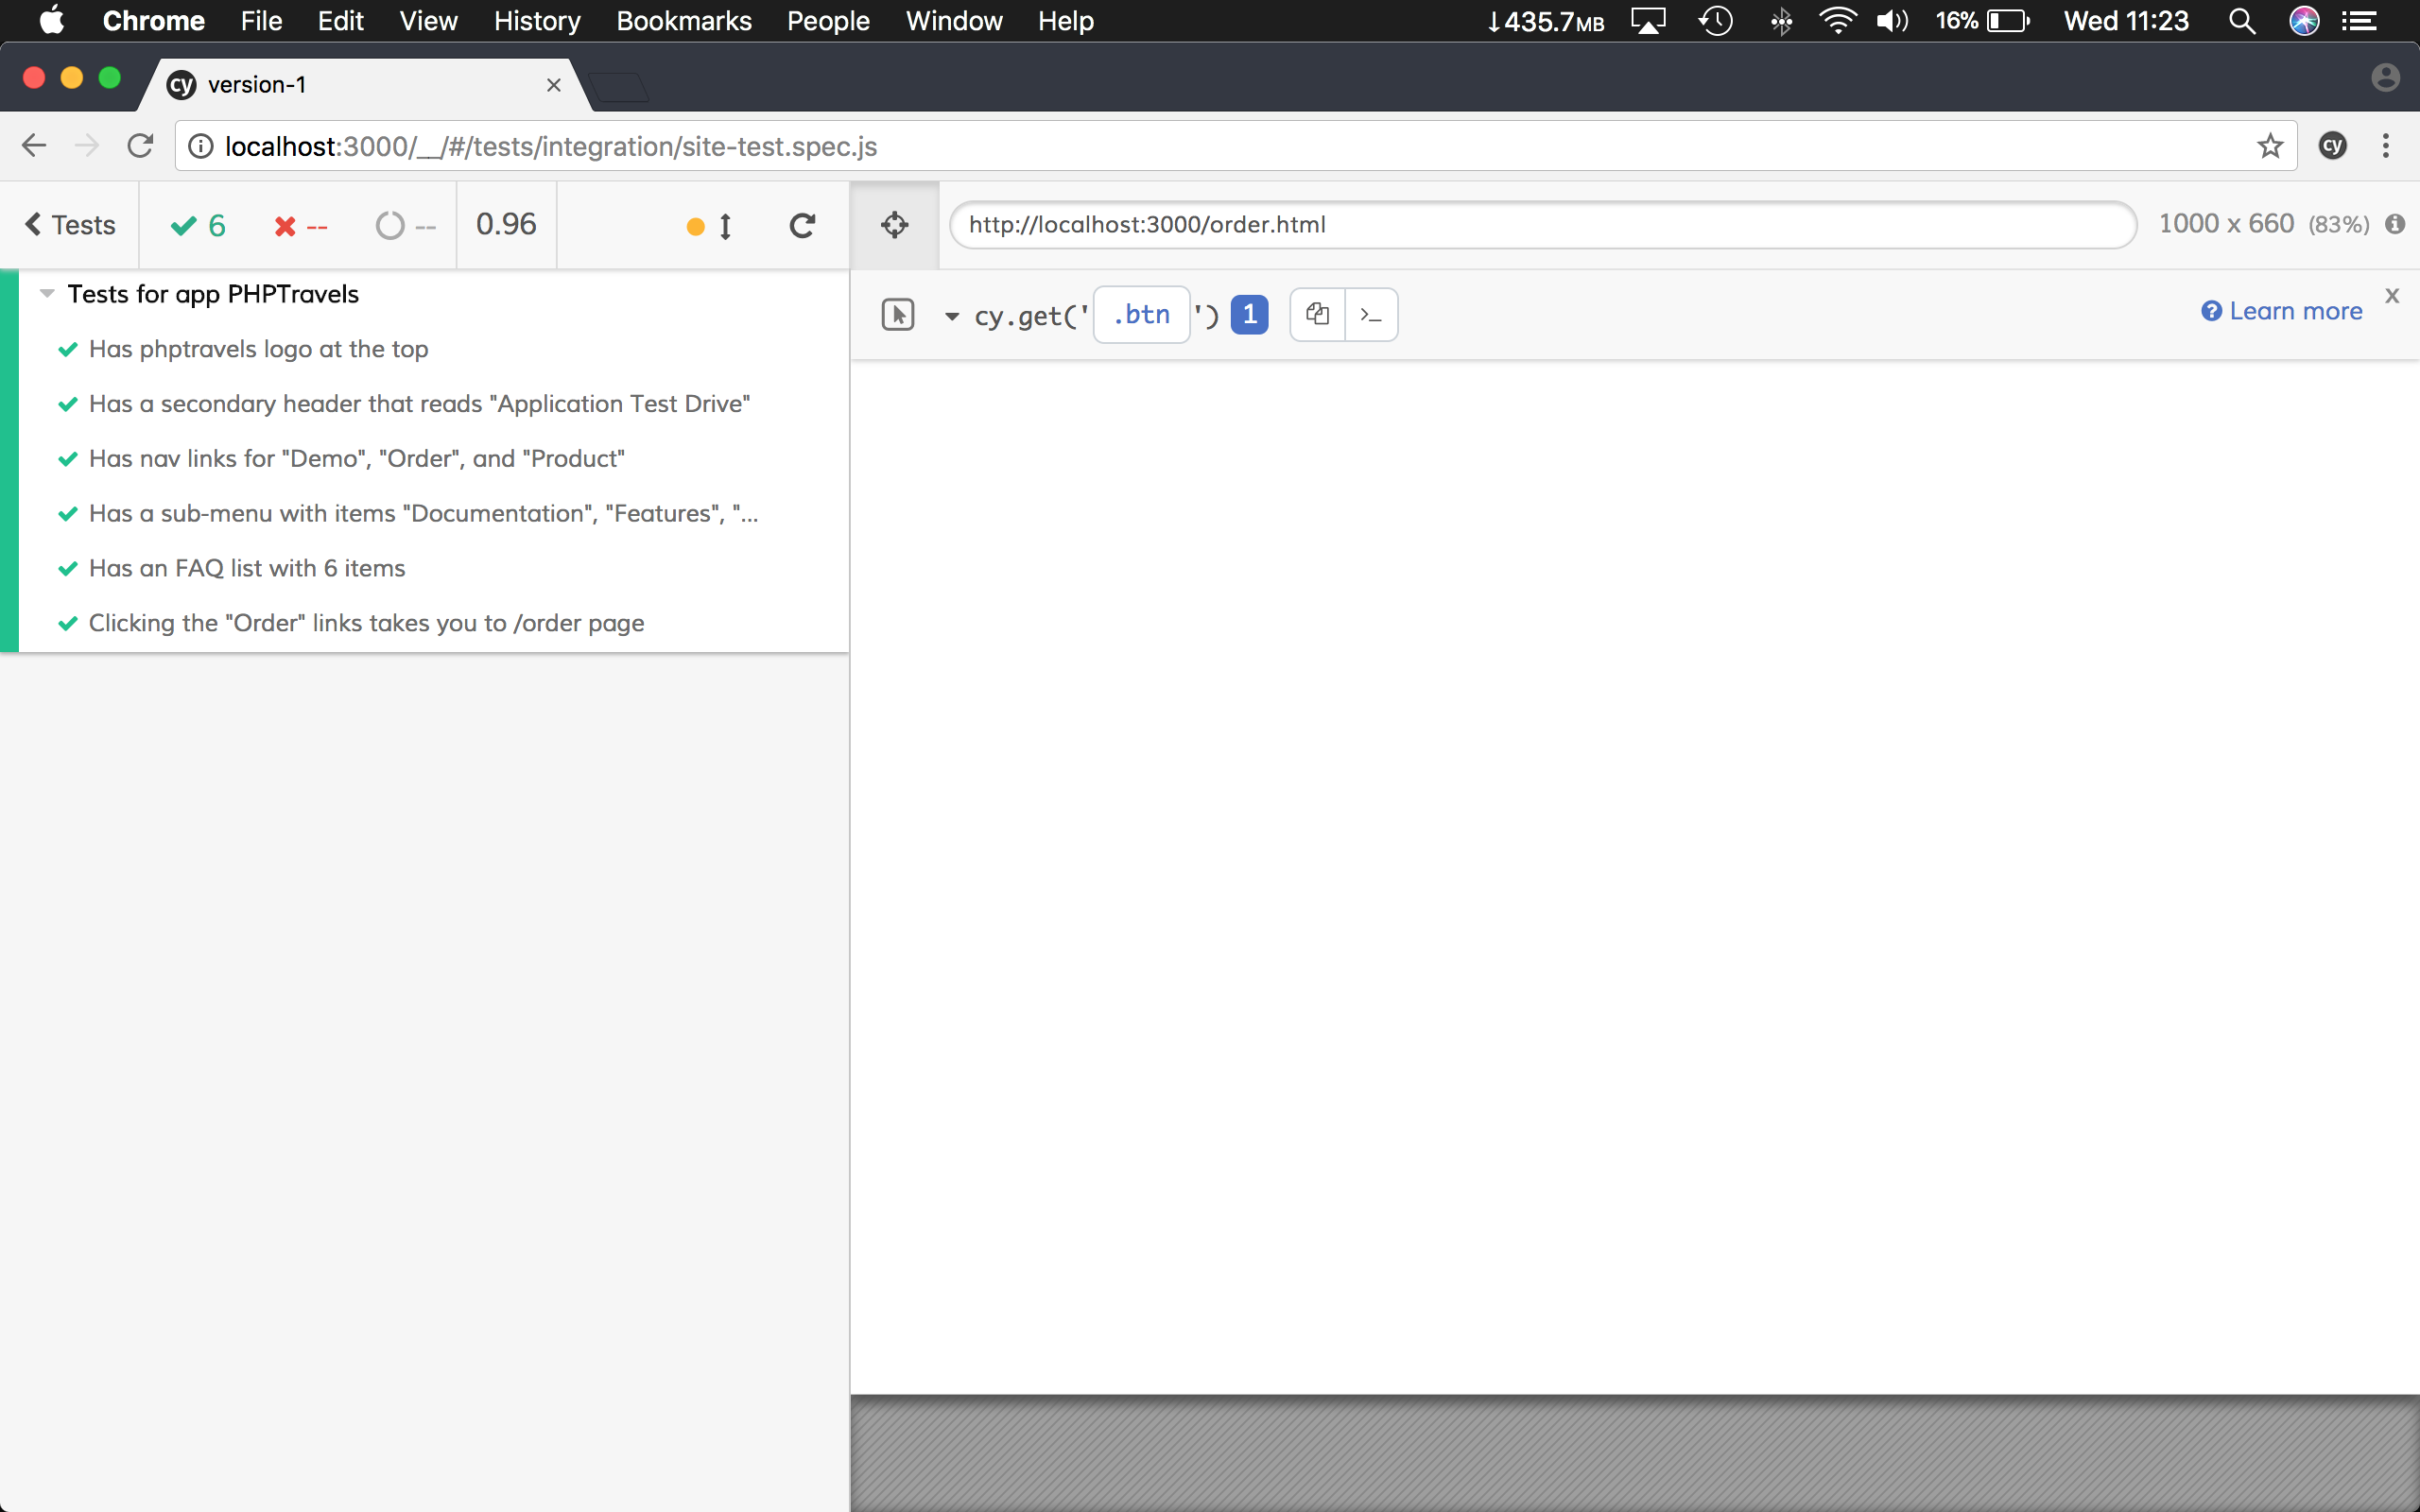 Chrome File Edit View History Bookmarks People Window Help ↓435.7MB 16% Wed 11:23
cy version-1
localhost:3000/__/#/tests/integration/site-test.spec.js cy
Tests 6 -- -- 0.96 http://localhost:3000/order.html 1000 x 660 (83%)
Tests for app PHPTravels
cy.get('.btn') 1 >_ Learn more x
Has phptravels logo at the top
Has a secondary header that reads "Application Test Drive"
Has nav links for "Demo", "Order", and "Product"
Has a sub-menu with items "Documentation", "Features", "...
Has an FAQ list with 6 items
Clicking the "Order" links takes you to /order page